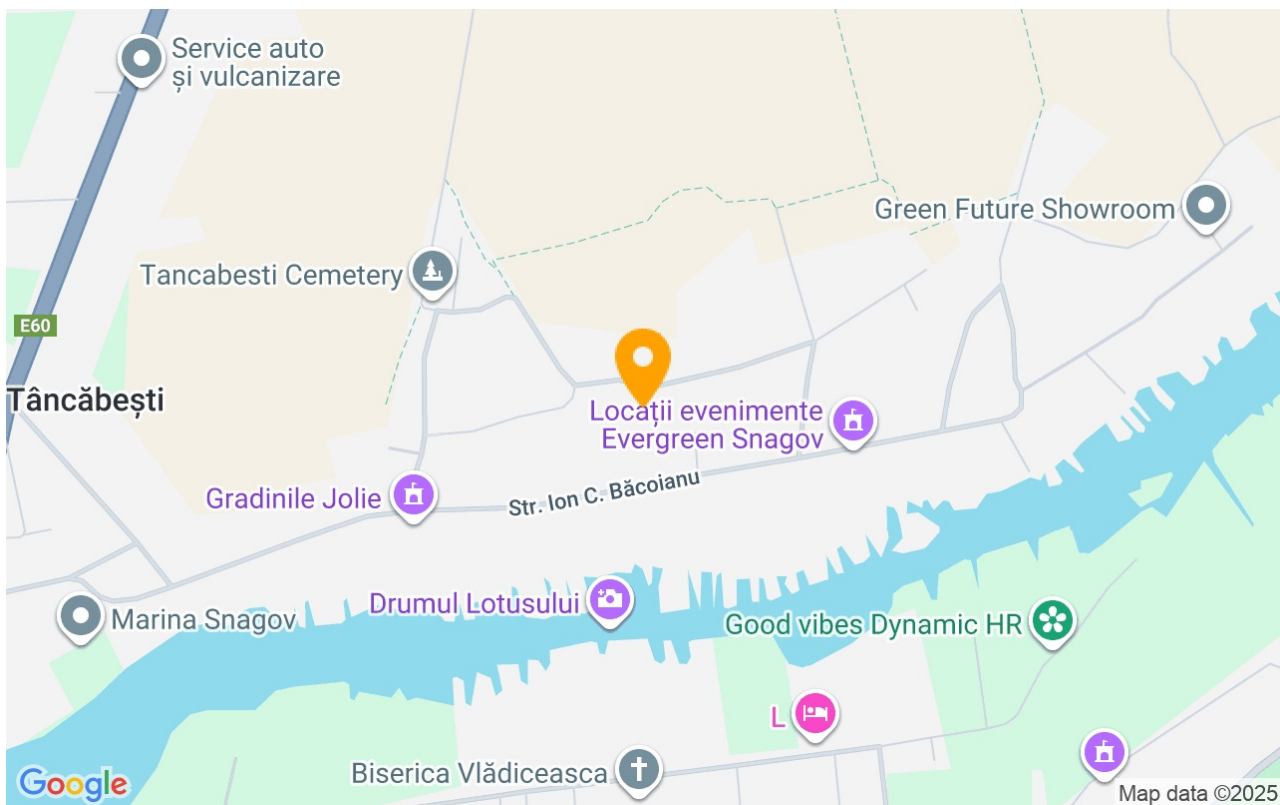 Service auto
și vulcanizare
Green Future Showroom
Tancabesti Cemetery
E60
Tâncăbești
Locații evenimente
Evergreen Snagov
Gradinile Jolie
Str. Ion C. Băcoianu
Drumul Lotusului
Marina Snagov
Good vibes Dynamic HR
L
Biserica Vlădiceasca
Google
Map data ©2025